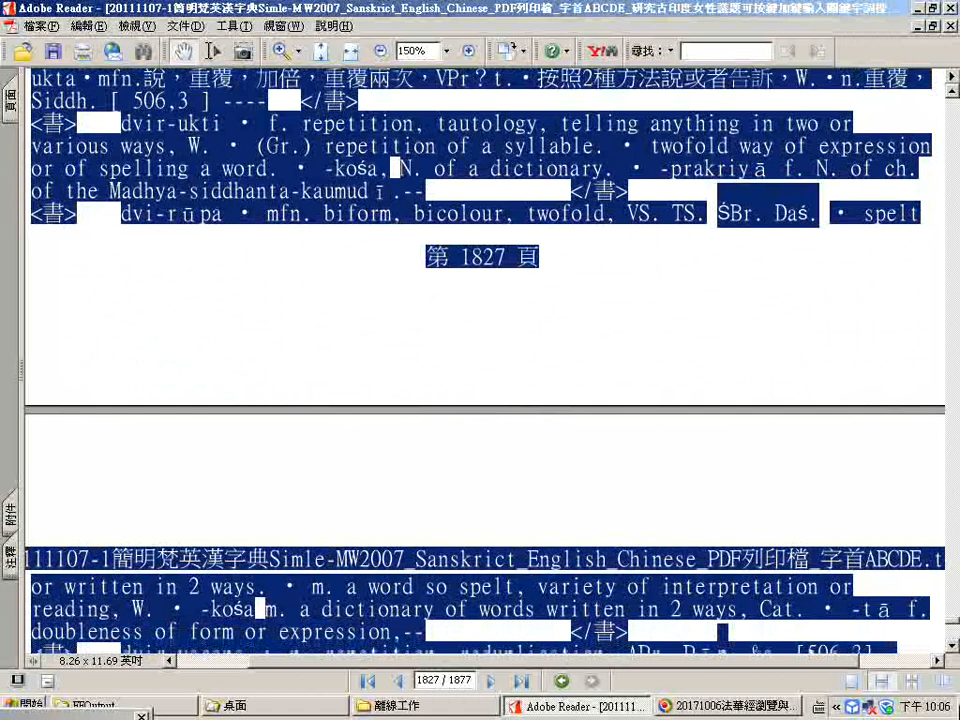 Adobe Reader - [20111107-1簡明梵英漢字典Simle-MW2007_Sanskrict_English_Chinese_PDF列印檔_字首ABCDE_研究古印度女性議題可按鍵加鍵輸入關鍵字詞搜
檔案(F) 編輯(E) 檢視(V) 文件(D) 工具(T) 視窗(W) 說明(H)
150% 尋找：
頁面
ukta‧mfn.說，重覆，加倍，重覆兩次，VPr？t.‧按照2種方法說或者告訴，W.‧n.重覆，
Siddh. [ 506,3 ] ---- </書>
<書> dvir-ukti ‧ f. repetition, tautology, telling anything in two or
various ways, W. ‧ (Gr.) repetition of a syllable. ‧ twofold way of expression
or of spelling a word. ‧ -kośa, N. of a dictionary. ‧ -prakriyā f. N. of ch.
of the Madhya-siddhanta-kaumudī.-- </書>
<書> dvi-rūpa ‧ mfn. biform, bicolour, twofold, VS. TS. ŚBr. Daś. ‧ spelt
第 1827 頁
附件
注釋
111107-1簡明梵英漢字典Simle-MW2007_Sanskrict_English_Chinese_PDF列印檔_字首ABCDE.t
or written in 2 ways. ‧ m. a word so spelt, variety of interpretation or
reading, W. ‧ -kośa m. a dictionary of words written in 2 ways, Cat. ‧ -tā f.
doubleness of form or expression,-- </書>
8.26 x 11.69 英吋
1827 / 1877
開始 FEOutput 桌面 離線工作 Adobe Reader - [2011... 20171006法華經瀏覽與... 下午 10:06